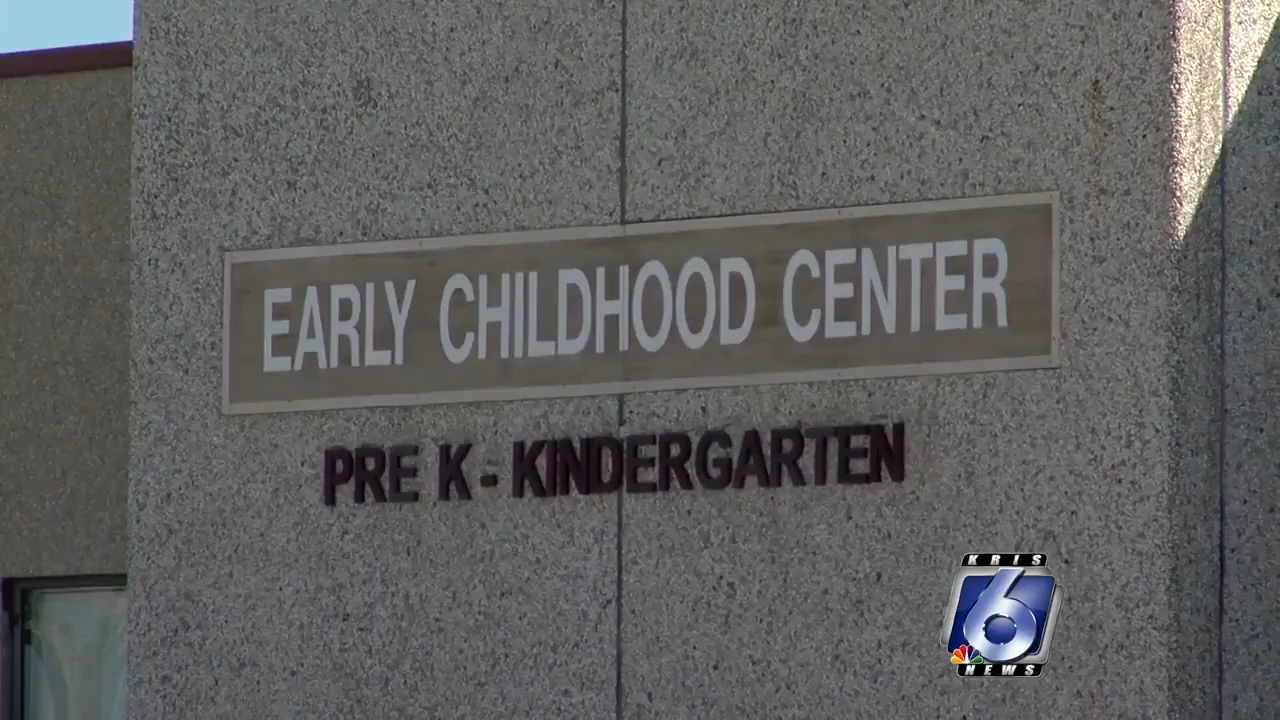 EARLY CHILDHOOD CENTER
PRE K - KINDERGARTEN
KRIS
6
NEWS